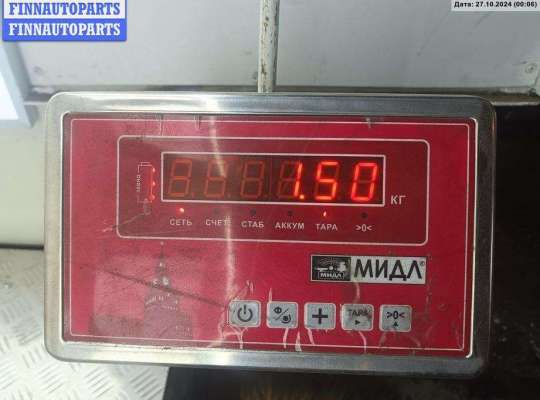 FINNAUTOPARTS
FINNAUTOPARTS
Дата: 27.10.2024 (00:06)
1.50 КГ
СЕТЬ СЧЕТ СТАБ АККУМ ТАРА >0<
МИДЛ МИДЛ®
ТАРА >0<